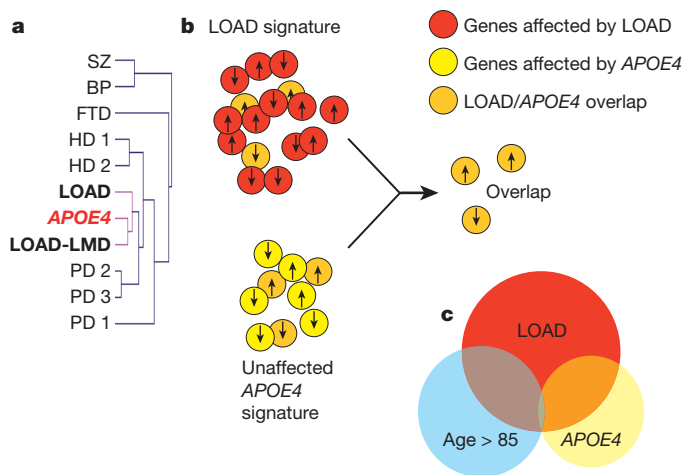 a
SZ
BP
FTD
HD 1
HD 2
LOAD
APOE4
LOAD-LMD
PD 2
PD 3
PD 1
b
LOAD signature
Genes affected by LOAD
Genes affected by APOE4
LOAD/APOE4 overlap
Overlap
Unaffected
APOE4
signature
c
LOAD
Age > 85
APOE4